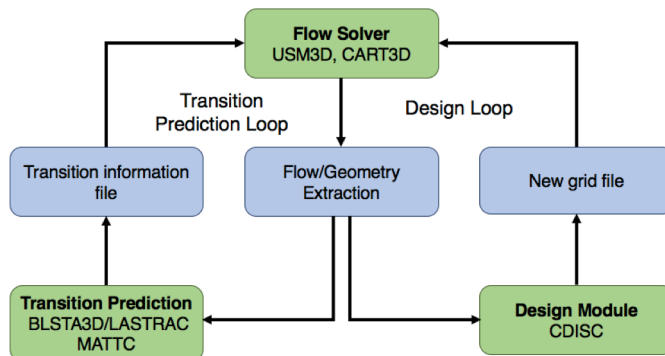 Flow Solver
USM3D, CART3D
Transition
Prediction Loop
Design Loop
Transition information
file
Flow/Geometry
Extraction
New grid file
Transition Prediction
BLSTA3D/LASTRAC
MATTC
Design Module
CDISC